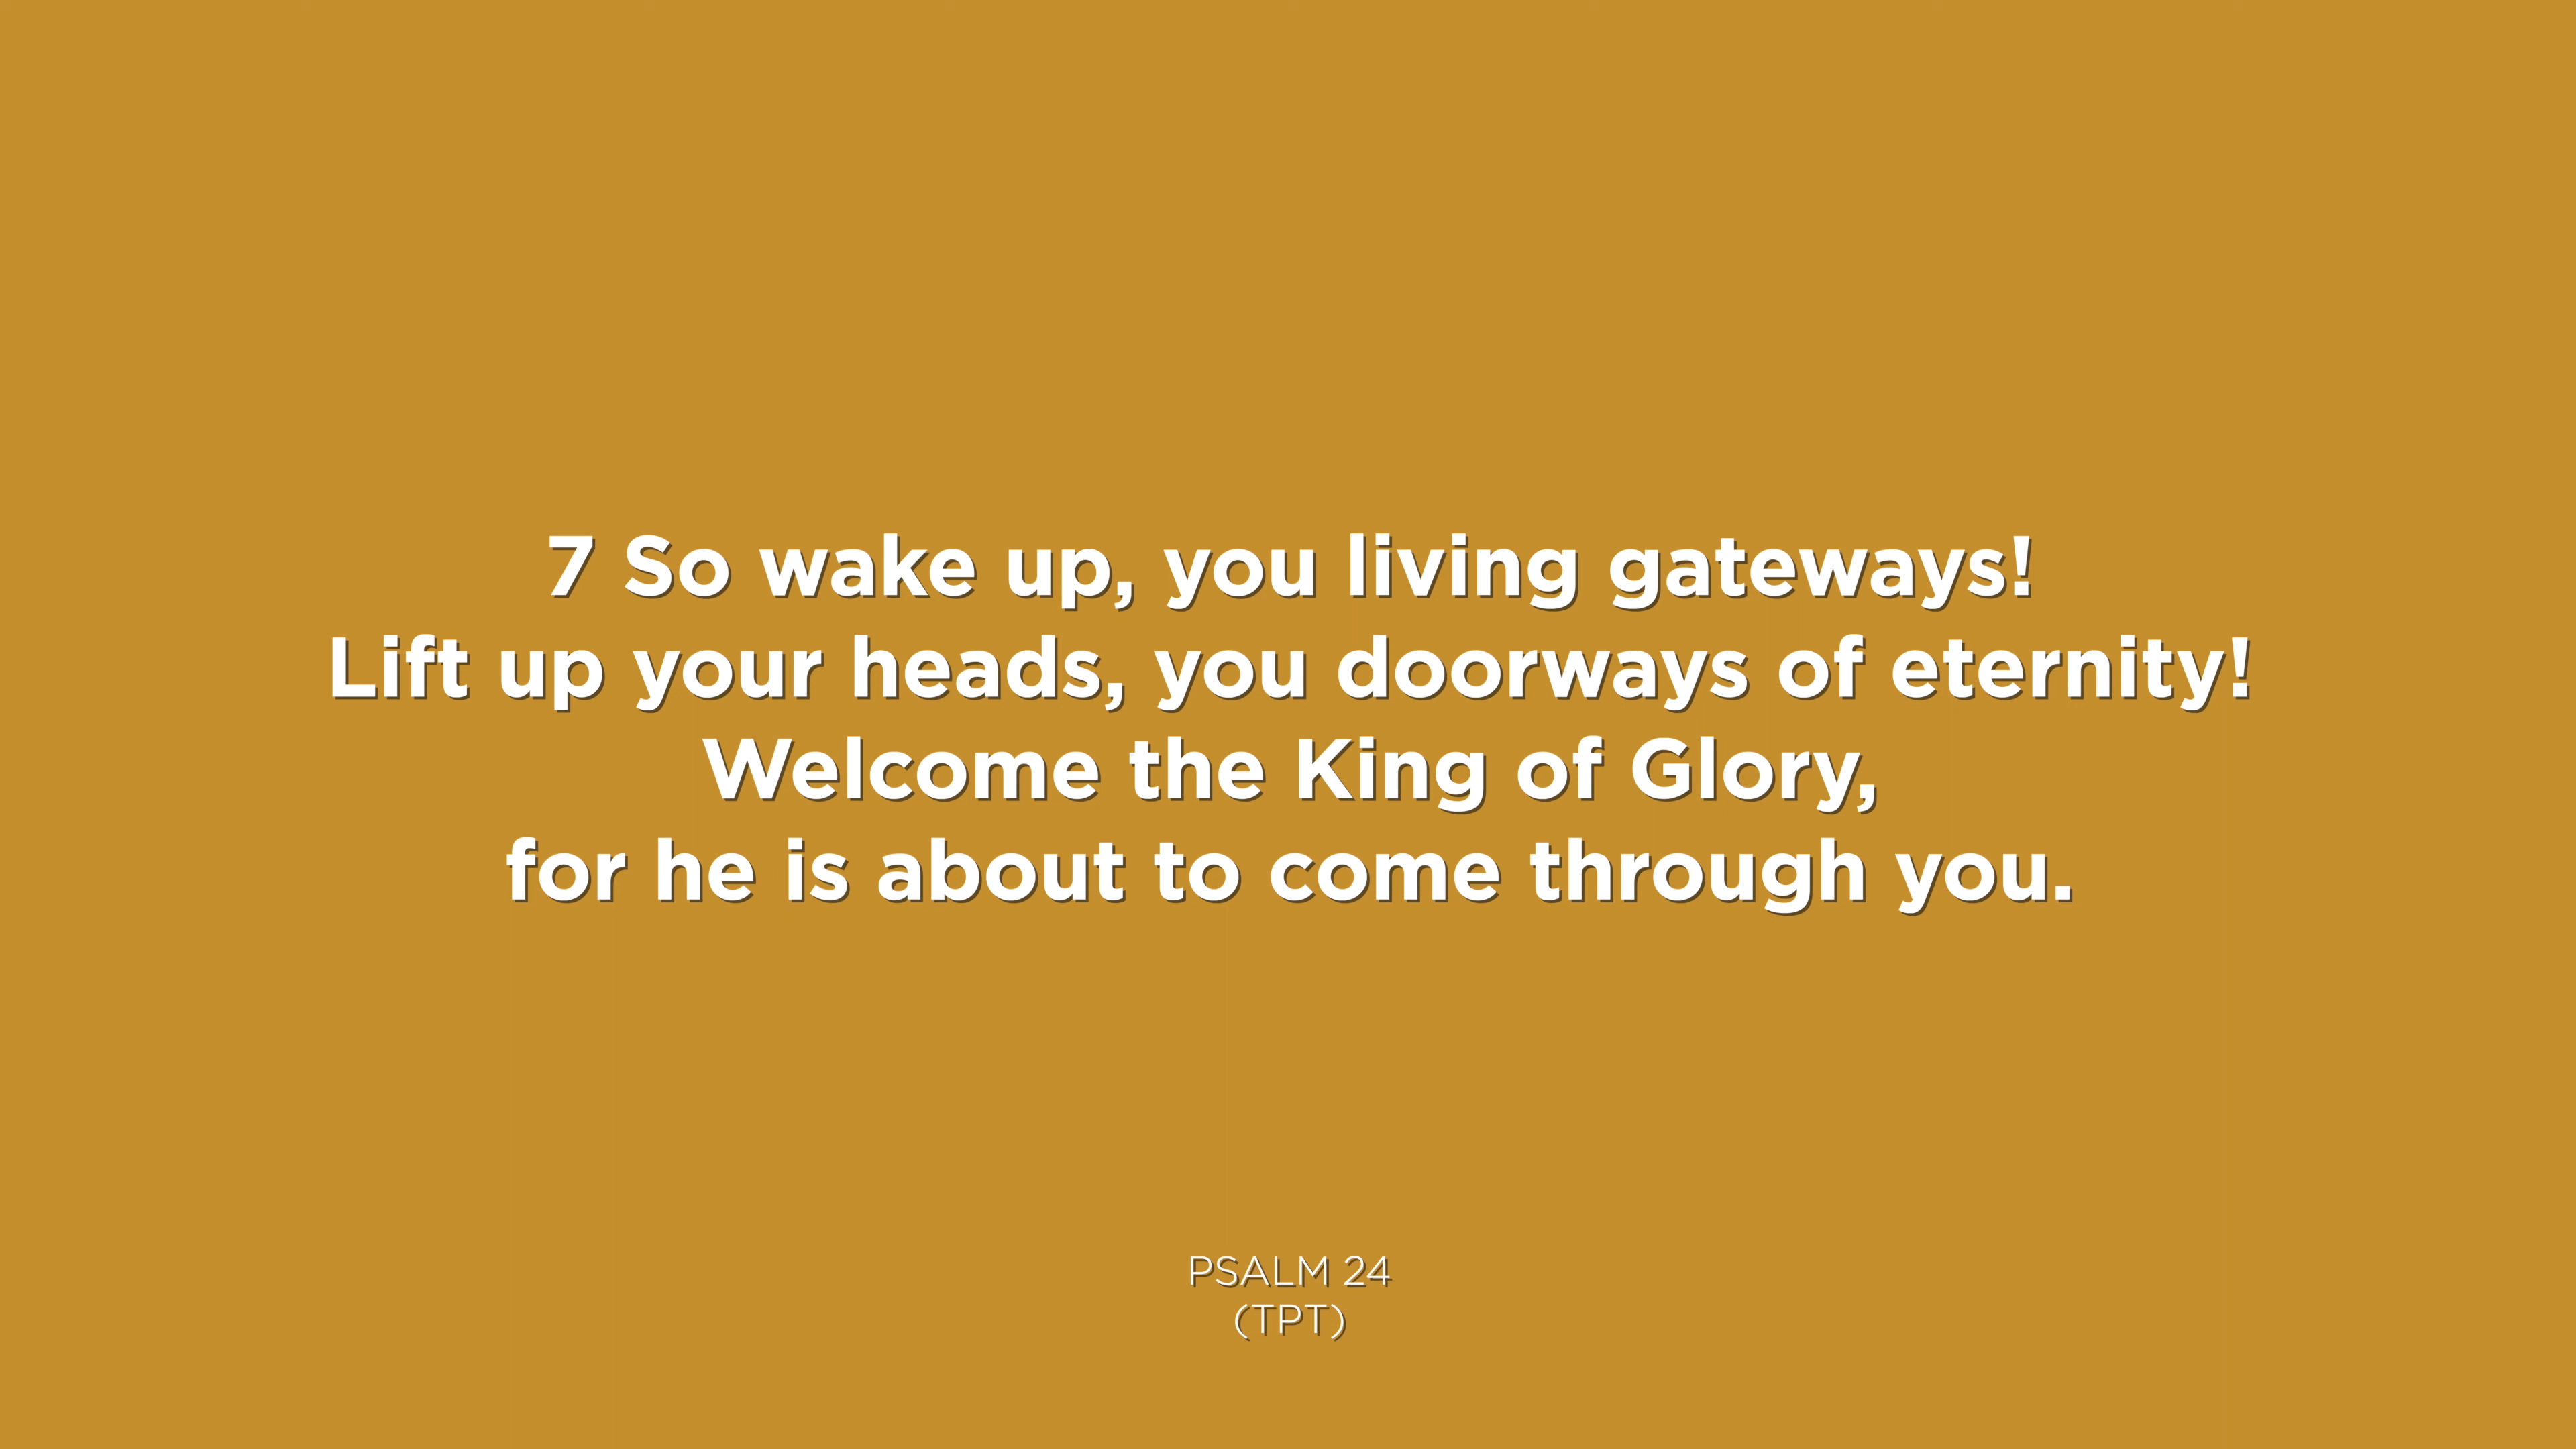 7 So wake up, you living gateways!
Lift up your heads, you doorways of eternity!
Welcome the King of Glory,
for he is about to come through you.
PSALM 24
(TPT)